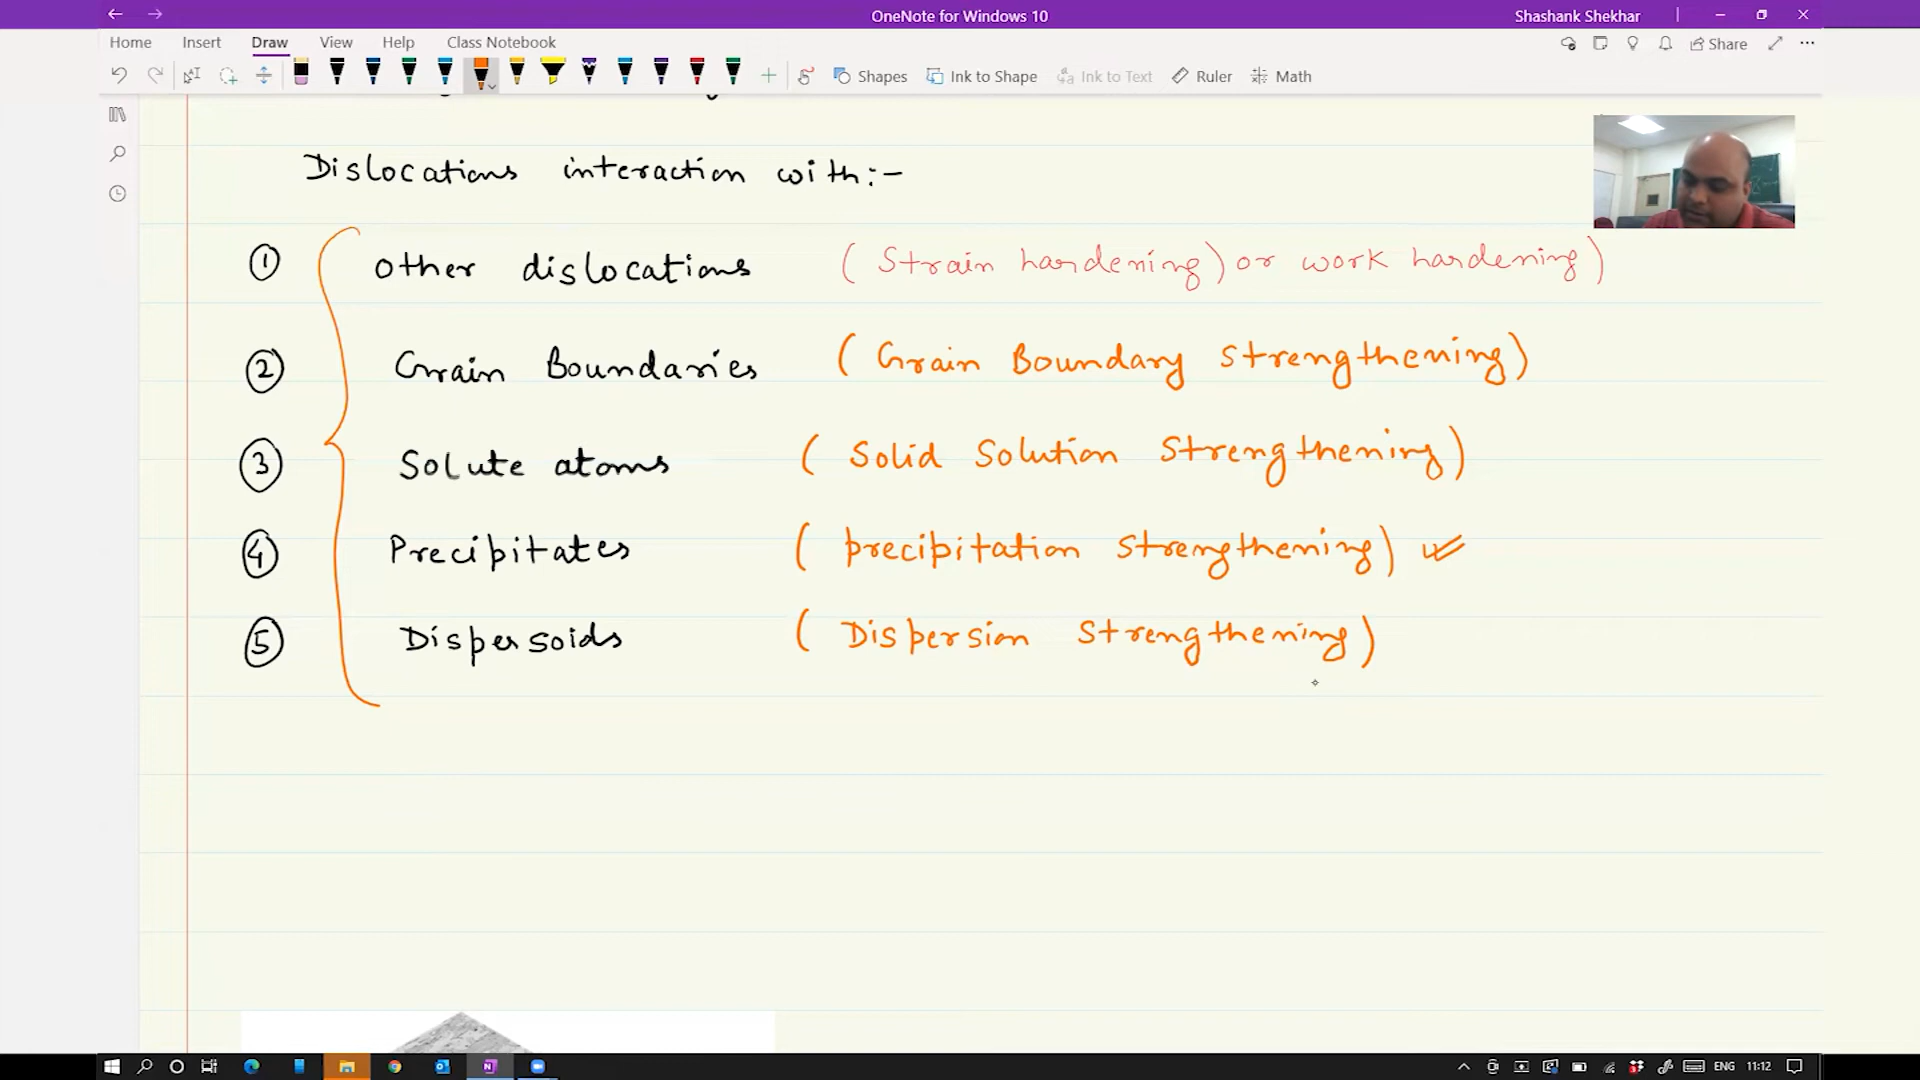 OneNote for Windows 10
Shashank Shekhar
Home Insert Draw View Help Class Notebook
Share
Shapes Ink to Shape Ink to Text Ruler Math
Dislocations interaction with:-
① other dislocations (Strain hardening) or work hardening)
② Grain Boundaries (Grain Boundary Strengthening)
③ Solute atoms (Solid Solution Strengthening)
④ Precipitates (precipitation Strengthening)
⑤ Dispersoids (Dispersion Strengthening)
ENG 11:12